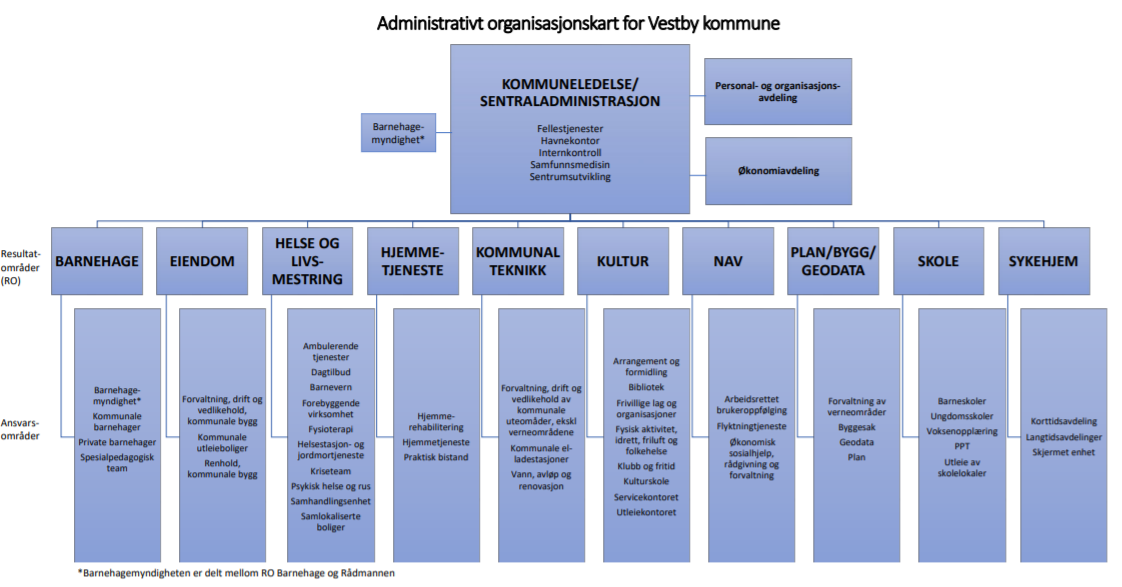 Administrativt organisasjonskart for Vestby kommune
KOMMUNELEDELSE/
SENTRALADMINISTRASJON
Fellestjenester
Havnekontor
Internkontroll
Samfunnsmedisin
Sentrumsutvikling
Personal- og organisasjons-
avdeling
Barnehage-
myndighet*
Økonomiavdeling
Resultat-
områder
(RO)
BARNEHAGE
EIENDOM
HELSE OG
LIVS-
MESTRING
HJEMME-
TJENESTE
KOMMUNAL
TEKNIKK
KULTUR
NAV
PLAN/BYGG/
GEODATA
SKOLE
SYKEHJEM
Ansvars-
områder
Barnehage-
myndighet*
Kommunale
barnehager
Private barnehager
Spesialpedagogisk
team
Forvaltning, drift og
vedlikehold,
kommunale bygg
Kommunale
utleieboliger
Renhold,
kommunale bygg
Ambulerende
tjenester
Dagtilbud
Barnevern
Forebyggende
virksomhet
Fysioterapi
Helsestasjon- og
jordmortjeneste
Kriseteam
Psykisk helse og rus
Samhandlingsenhet
Samlokaliserte
boliger
Hjemme-
rehabilitering
Hjemmetjeneste
Praktisk bistand
Forvaltning, drift og
vedlikehold av
kommunale
uteområder, ekskl
verneområdene
Kommunale el-
ladestasjoner
Vann, avløp og
renovasjon
Arrangement og
formidling
Bibliotek
Frivillige lag og
organisasjoner
Fysisk aktivitet,
idrett, friluft og
folkehelse
Klubb og fritid
Kulturskole
Servicekontoret
Utleiekontoret
Arbeidsrettet
brukeroppfølging
Flyktningtjeneste
Økonomisk
sosialhjelp,
rådgivning og
forvaltning
Forvaltning av
verneområder
Byggesak
Geodata
Plan
Barneskoler
Ungdomsskoler
Voksenopplæring
PPT
Utleie av
skolelokaler
Korttidsavdeling
Langtidsavdelinger
Skjermet enhet
*Barnehagemyndigheten er delt mellom RO Barnehage og Rådmannen